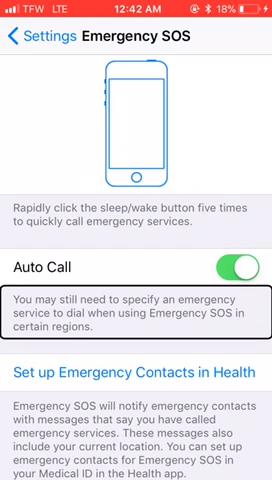 TFW LTE 12:42 AM 18%
Settings Emergency SOS
Rapidly click the sleep/wake button five times
to quickly call emergency services.
Auto Call
You may still need to specify an emergency
service to dial when using Emergency SOS in
certain regions.
Set up Emergency Contacts in Health
Emergency SOS will notify emergency contacts
with messages that say you have called
emergency services. These messages also
include your current location. You can set up
emergency contacts for Emergency SOS in
your Medical ID in the Health app.